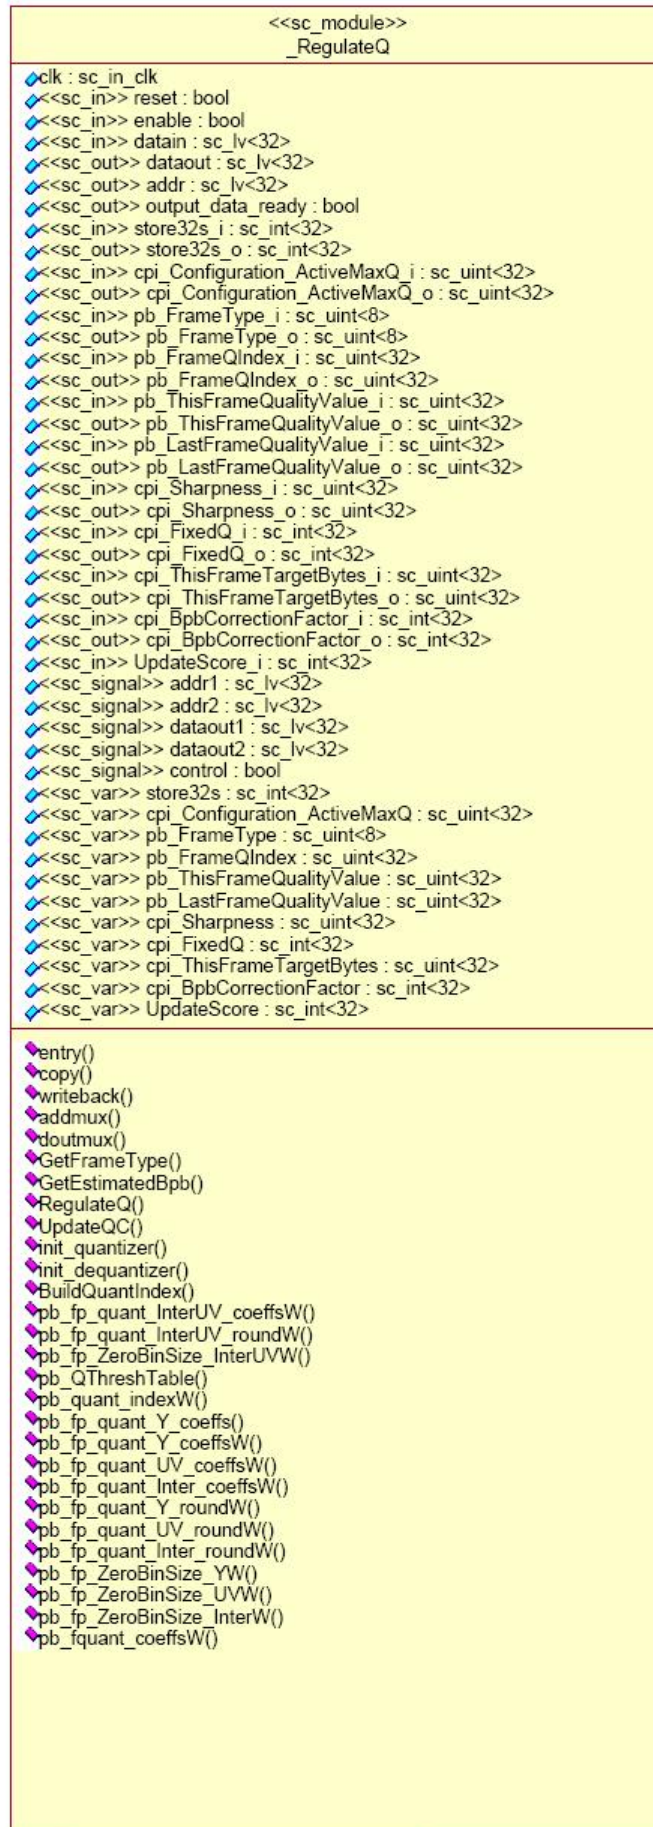 <<sc_module>>
_RegulateQ
clk : sc_in_clk
<<sc_in>> reset : bool
<<sc_in>> enable : bool
<<sc_in>> datain : sc_lv<32>
<<sc_out>> dataout : sc_lv<32>
<<sc_out>> addr : sc_lv<32>
<<sc_out>> output_data_ready : bool
<<sc_in>> store32s_i : sc_int<32>
<<sc_out>> store32s_o : sc_int<32>
<<sc_in>> cpi_Configuration_ActiveMaxQ_i : sc_uint<32>
<<sc_out>> cpi_Configuration_ActiveMaxQ_o : sc_uint<32>
<<sc_in>> pb_FrameType_i : sc_uint<8>
<<sc_out>> pb_FrameType_o : sc_uint<8>
<<sc_in>> pb_FrameQIndex_i : sc_uint<32>
<<sc_out>> pb_FrameQIndex_o : sc_uint<32>
<<sc_in>> pb_ThisFrameQualityValue_i : sc_uint<32>
<<sc_out>> pb_ThisFrameQualityValue_o : sc_uint<32>
<<sc_in>> pb_LastFrameQualityValue_i : sc_uint<32>
<<sc_out>> pb_LastFrameQualityValue_o : sc_uint<32>
<<sc_in>> cpi_Sharpness_i : sc_uint<32>
<<sc_out>> cpi_Sharpness_o : sc_uint<32>
<<sc_in>> cpi_FixedQ_i : sc_int<32>
<<sc_out>> cpi_FixedQ_o : sc_int<32>
<<sc_in>> cpi_ThisFrameTargetBytes_i : sc_uint<32>
<<sc_out>> cpi_ThisFrameTargetBytes_o : sc_uint<32>
<<sc_in>> cpi_BpbCorrectionFactor_i : sc_int<32>
<<sc_out>> cpi_BpbCorrectionFactor_o : sc_int<32>
<<sc_in>> UpdateScore_i : sc_int<32>
<<sc_signal>> addr1 : sc_lv<32>
<<sc_signal>> addr2 : sc_lv<32>
<<sc_signal>> dataout1 : sc_lv<32>
<<sc_signal>> dataout2 : sc_lv<32>
<<sc_signal>> control : bool
<<sc_var>> store32s : sc_int<32>
<<sc_var>> cpi_Configuration_ActiveMaxQ : sc_uint<32>
<<sc_var>> pb_FrameType : sc_uint<8>
<<sc_var>> pb_FrameQIndex : sc_uint<32>
<<sc_var>> pb_ThisFrameQualityValue : sc_uint<32>
<<sc_var>> pb_LastFrameQualityValue : sc_uint<32>
<<sc_var>> cpi_Sharpness : sc_uint<32>
<<sc_var>> cpi_FixedQ : sc_int<32>
<<sc_var>> cpi_ThisFrameTargetBytes : sc_uint<32>
<<sc_var>> cpi_BpbCorrectionFactor : sc_int<32>
<<sc_var>> UpdateScore : sc_int<32>
entry()
copy()
writeback()
addmux()
doutmux()
GetFrameType()
GetEstimatedBpb()
RegulateQ()
UpdateQC()
init_quantizer()
init_dequantizer()
BuildQuantIndex()
pb_fp_quant_InterUV_coeffsW()
pb_fp_quant_InterUV_roundW()
pb_fp_ZeroBinSize_InterUVW()
pb_QThreshTable()
pb_quant_indexW()
pb_fp_quant_Y_coeffs()
pb_fp_quant_Y_coeffsW()
pb_fp_quant_UV_coeffsW()
pb_fp_quant_Inter_coeffsW()
pb_fp_quant_Y_roundW()
pb_fp_quant_UV_roundW()
pb_fp_quant_Inter_roundW()
pb_fp_ZeroBinSize_YW()
pb_fp_ZeroBinSize_UVW()
pb_fp_ZeroBinSize_InterW()
pb_fquant_coeffsW()